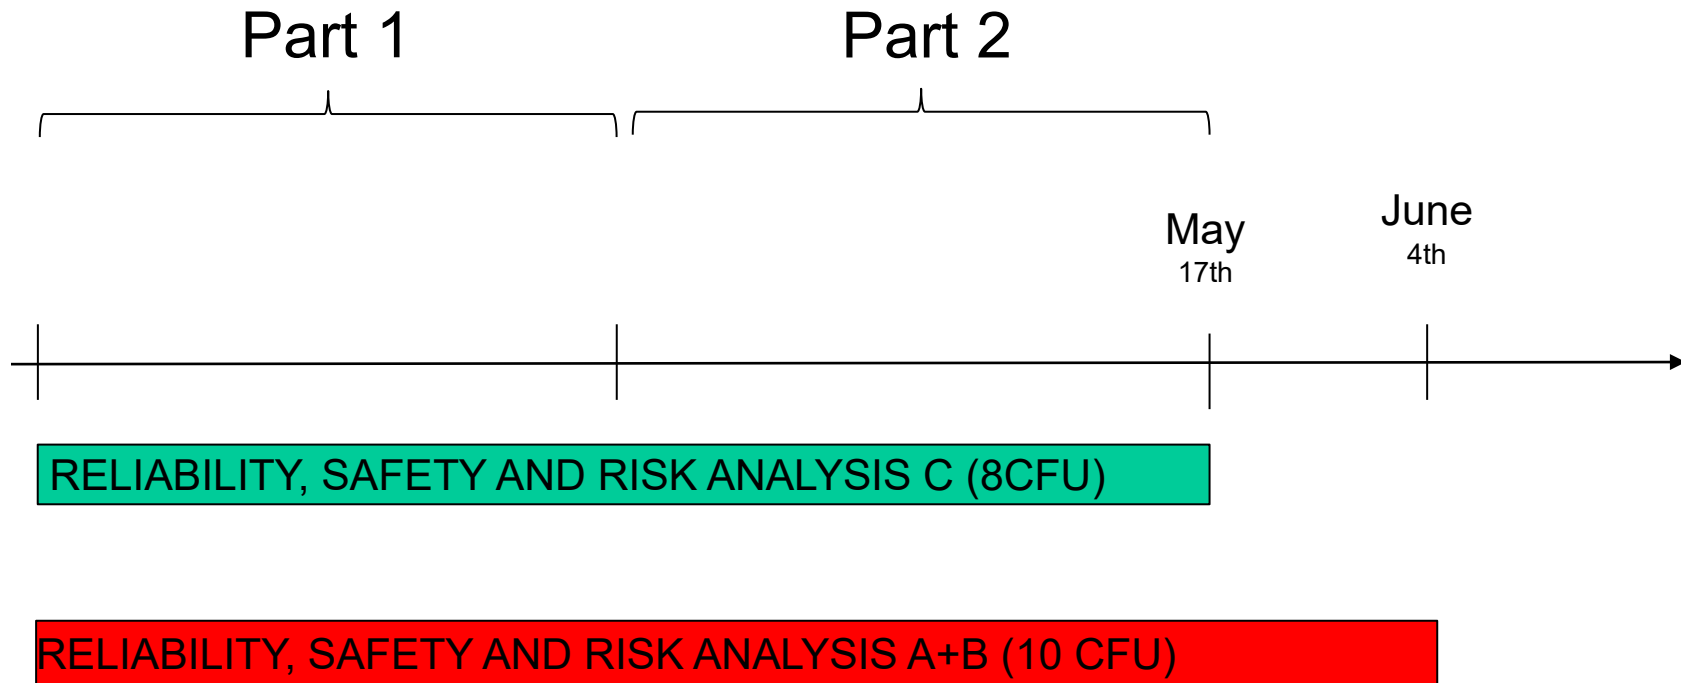 Part 1
Part 2
May
17th
June
4th
RELIABILITY, SAFETY AND RISK ANALYSIS C (8CFU)
RELIABILITY, SAFETY AND RISK ANALYSIS A+B (10 CFU)